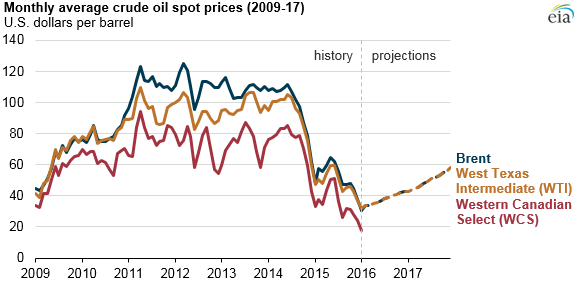 Monthly average crude oil spot prices (2009-17)
U.S. dollars per barrel
eia
140
120
100
80
60
40
20
0
history
projections
Brent
West Texas
Intermediate (WTI)
Western Canadian
Select (WCS)
2009 2010 2011 2012 2013 2014 2015 2016 2017